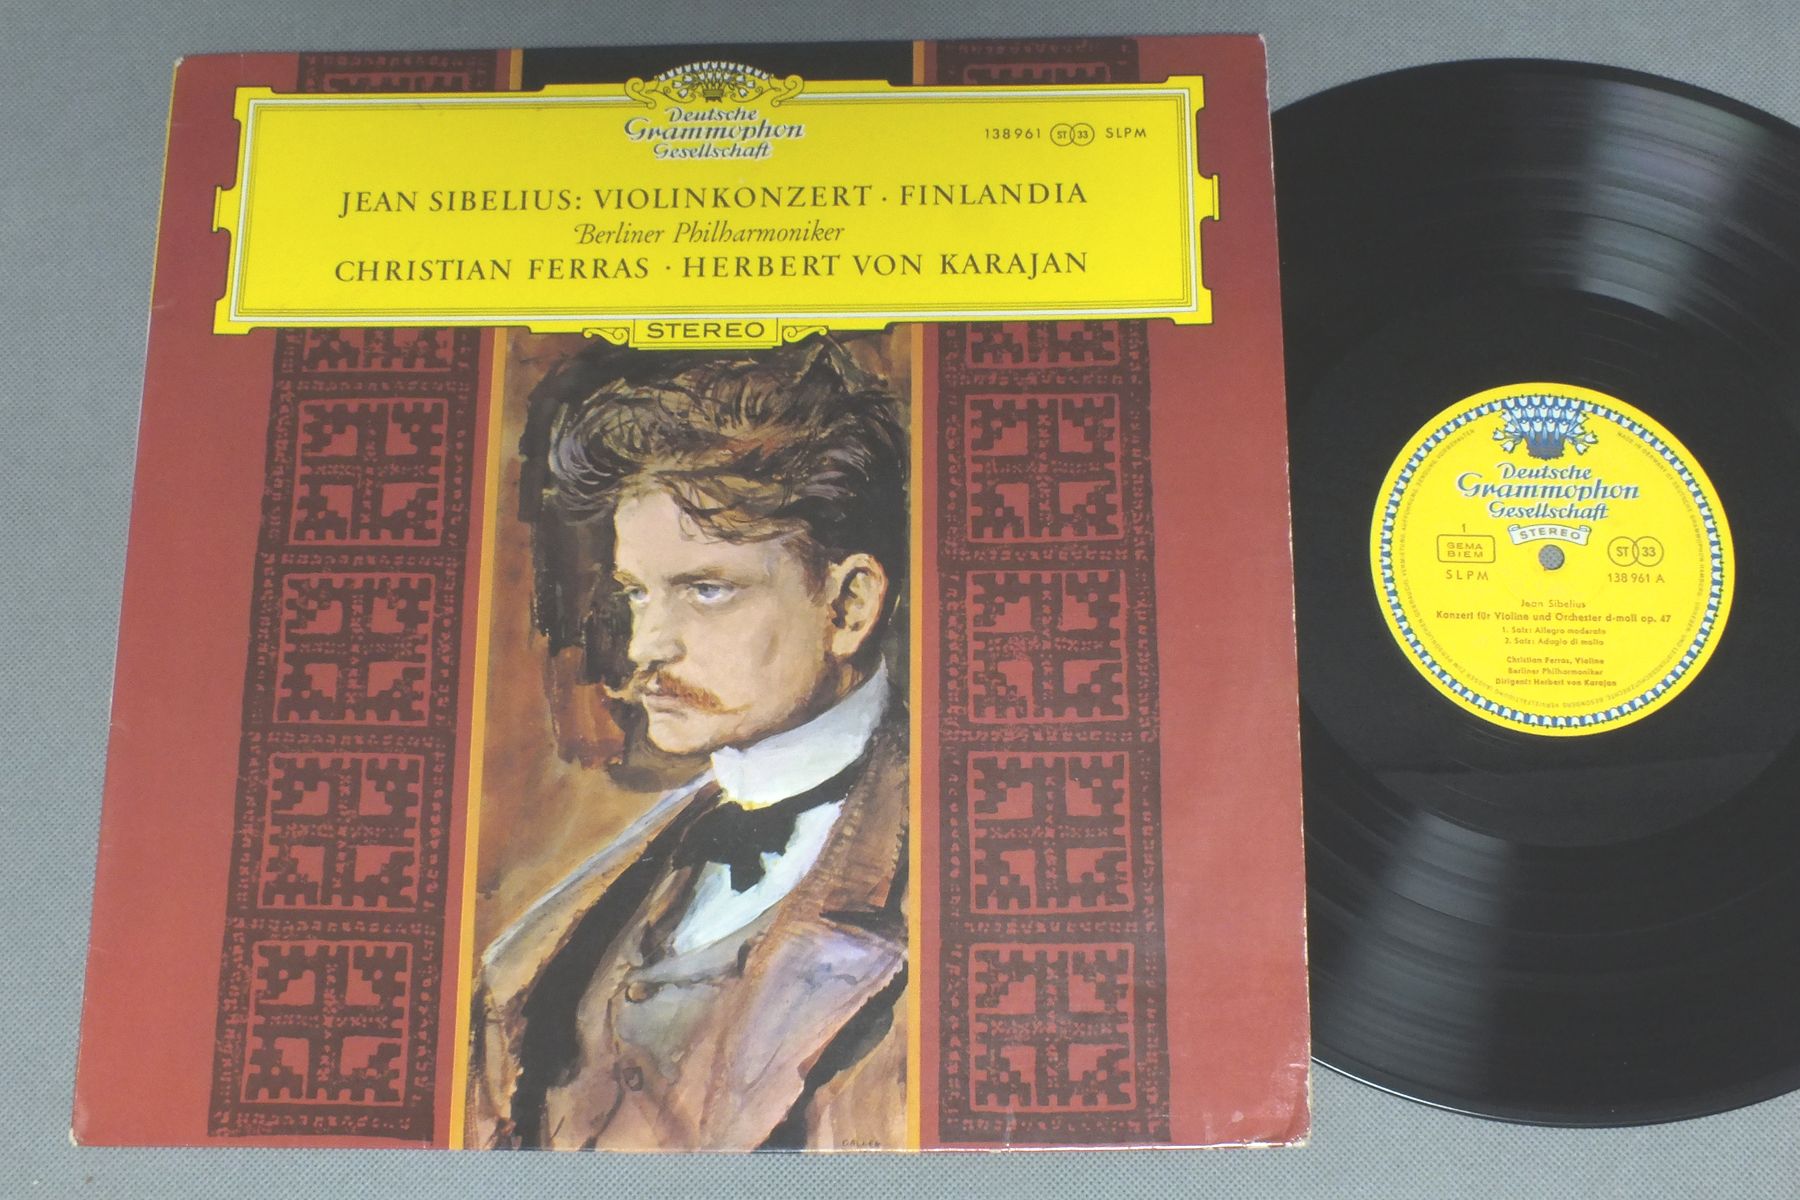 Deutsche
Grammophon
Gesellschaft
138 961 ST 33 SLPM
JEAN SIBELIUS: VIOLINKONZERT · FINLANDIA
Berliner Philharmoniker
CHRISTIAN FERRAS · HERBERT VON KARAJAN
STEREO
Deutsche
Grammophon
Gesellschaft
STEREO
1
GEMA
BIEM
SLPM
ST 33
138 961 A
Jean Sibelius
Konzert für Violine und Orchester d-moll op. 47
1. Satz: Allegro moderato
2. Satz: Adagio di molto
Christian Ferras, Violine
Berliner Philharmoniker
Dirigent: Herbert von Karajan